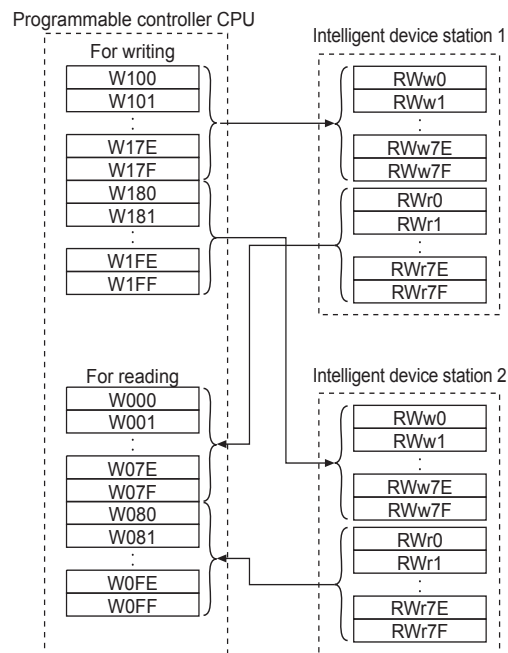 Programmable controller CPU
For writing
W100
W101
:
W17E
W17F
W180
W181
:
W1FE
W1FF
For reading
W000
W001
:
W07E
W07F
W080
W081
:
W0FE
W0FF
Intelligent device station 1
RWw0
RWw1
:
RWw7E
RWw7F
RWr0
RWr1
:
RWr7E
RWr7F
Intelligent device station 2
RWw0
RWw1
:
RWw7E
RWw7F
RWr0
RWr1
:
RWr7E
RWr7F